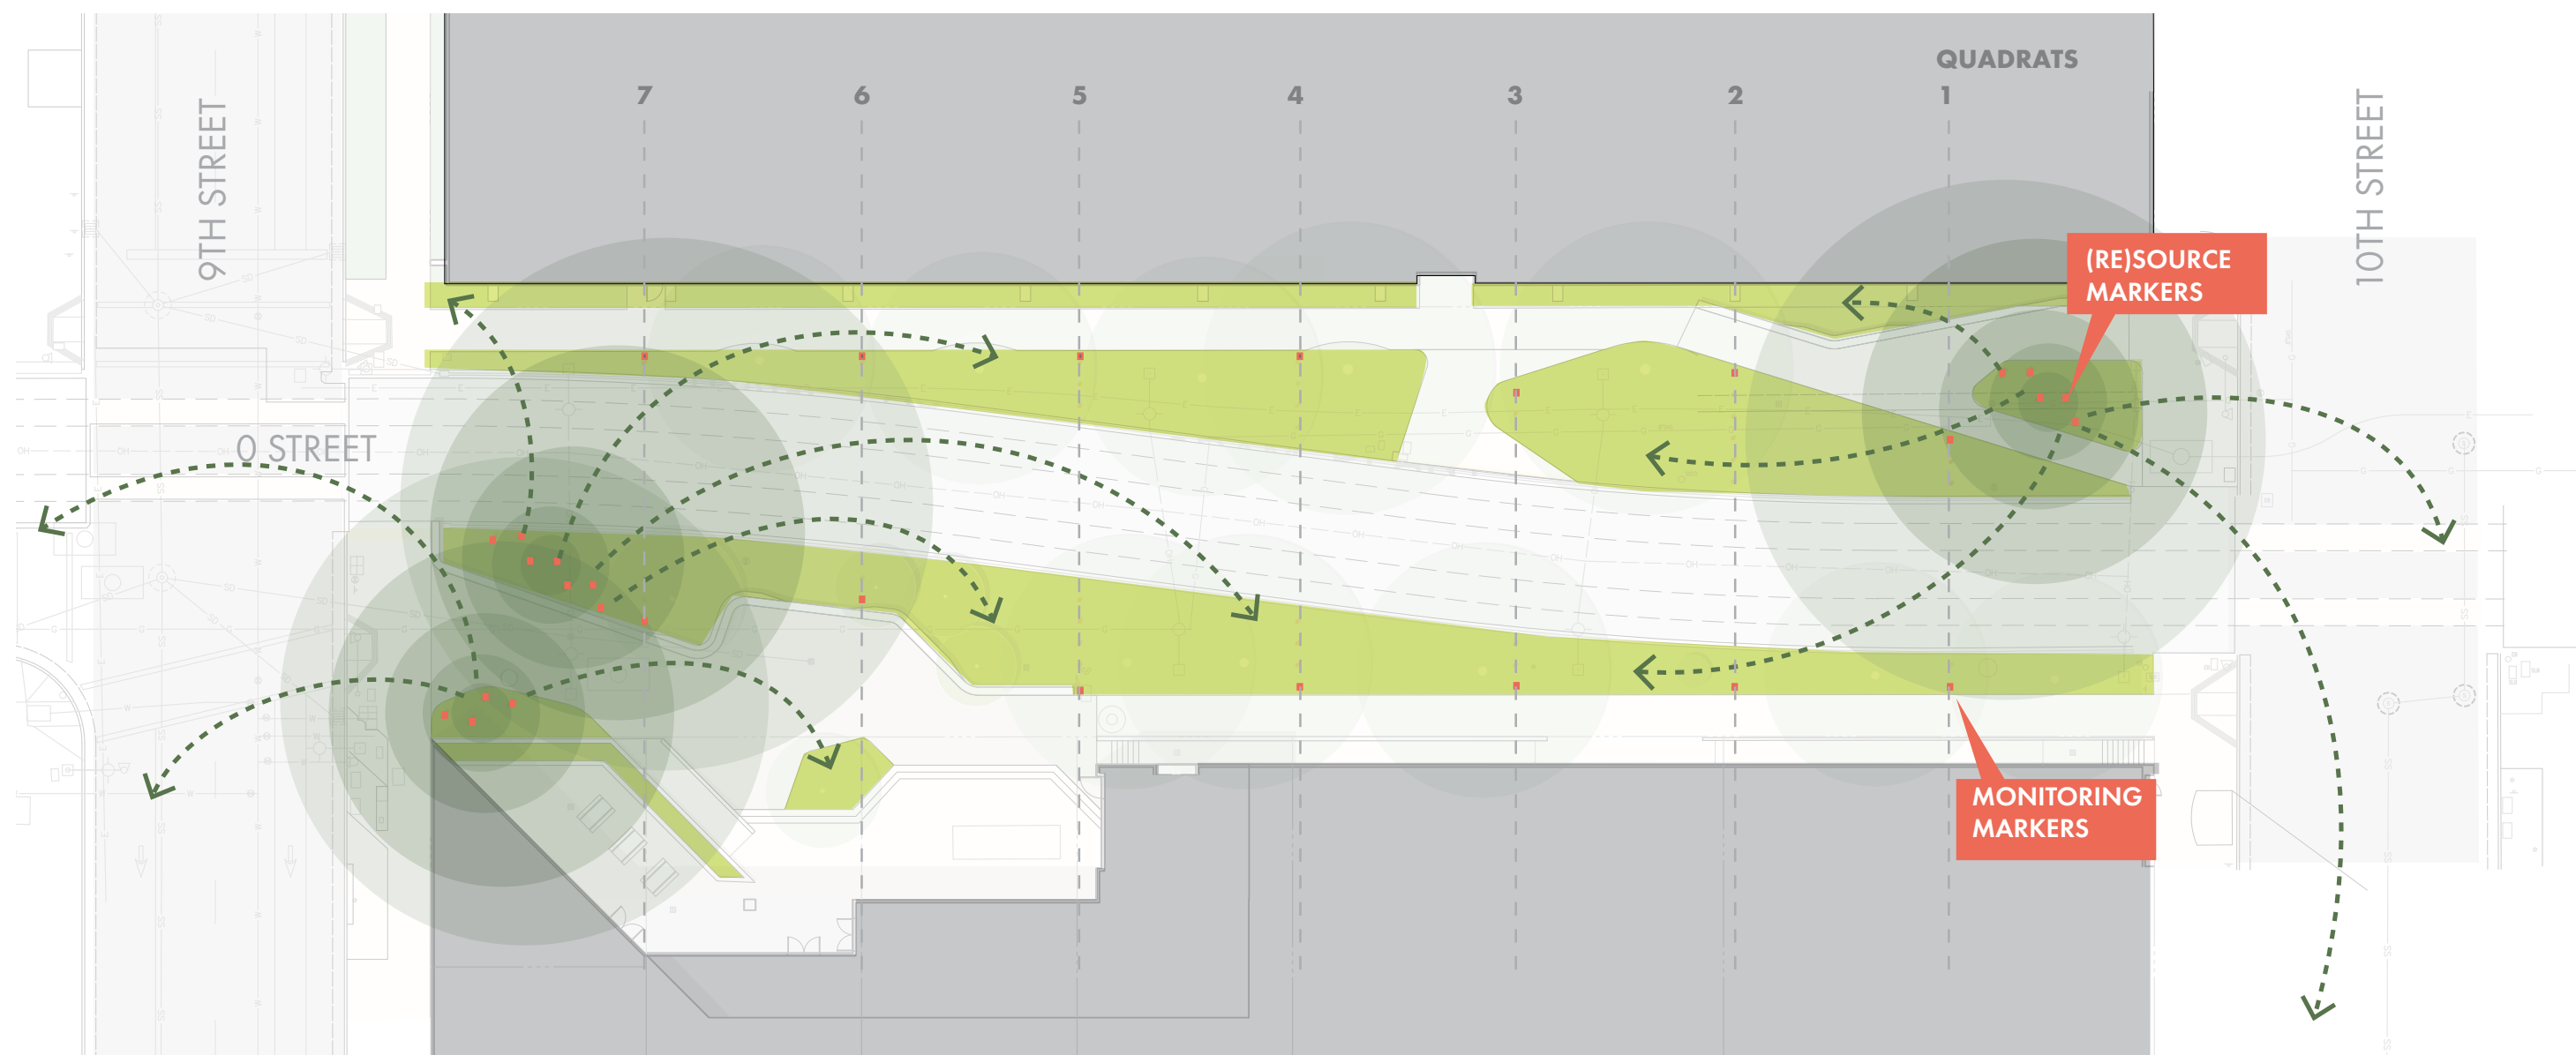 QUADRATS
7 6 5 4 3 2 1
9TH STREET
10TH STREET
(RE)SOURCE
MARKERS
O STREET
MONITORING
MARKERS